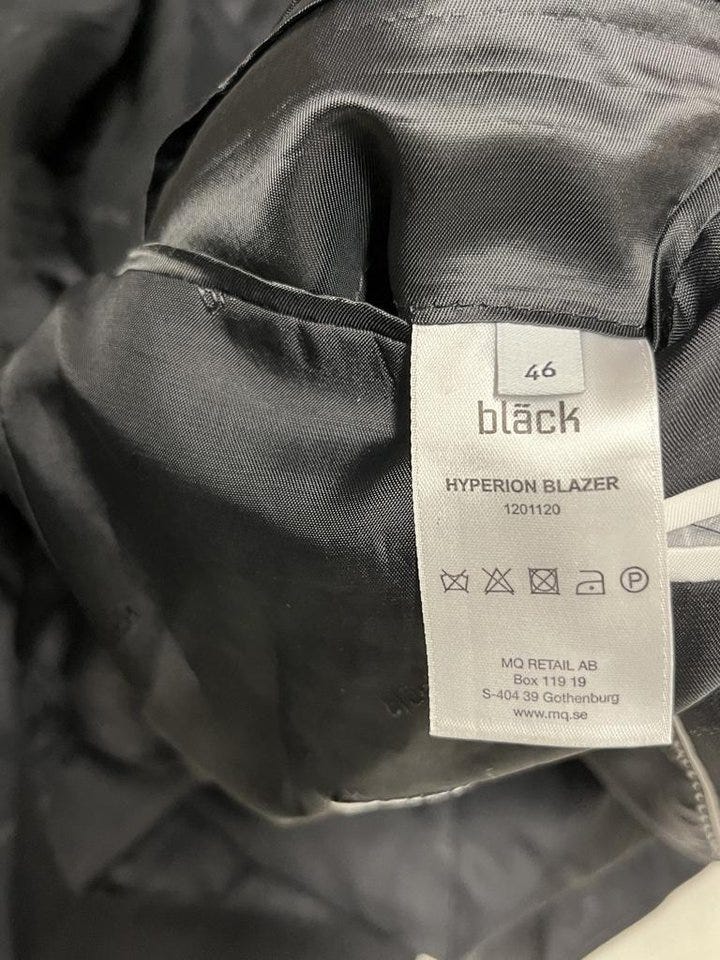 46
bläck
HYPERION BLAZER
1201120
P
MQ RETAIL AB
Box 119 19
S-404 39 Gothenburg
www.mq.se